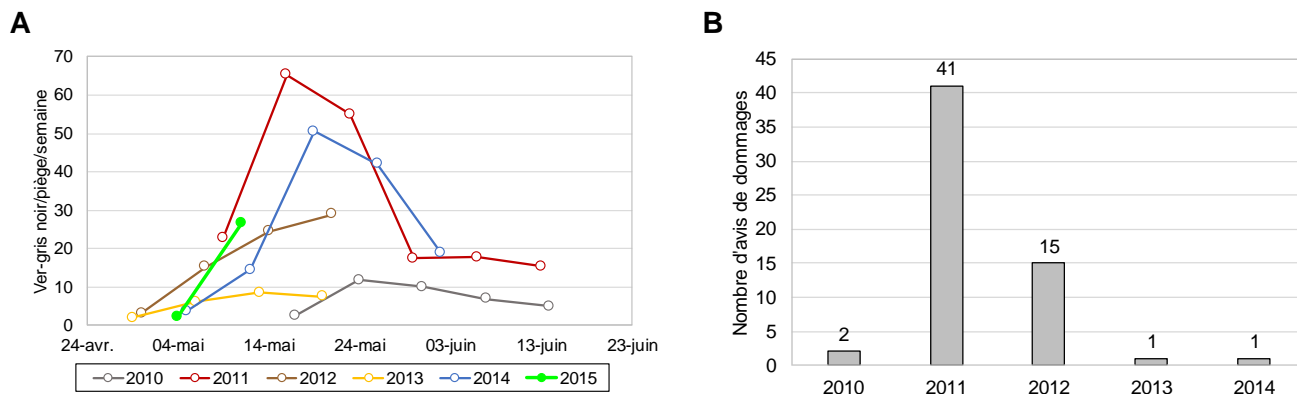 A
Ver-gris noir/piège/semaine
70
60
50
40
30
20
10
0
24-avr. 04-mai 14-mai 24-mai 03-juin 13-juin 23-juin
2010 2011 2012 2013 2014 2015
B
Nombre d'avis de dommages
45
40
35
30
25
20
15
10
5
0
2 41 15 1 1
2010 2011 2012 2013 2014